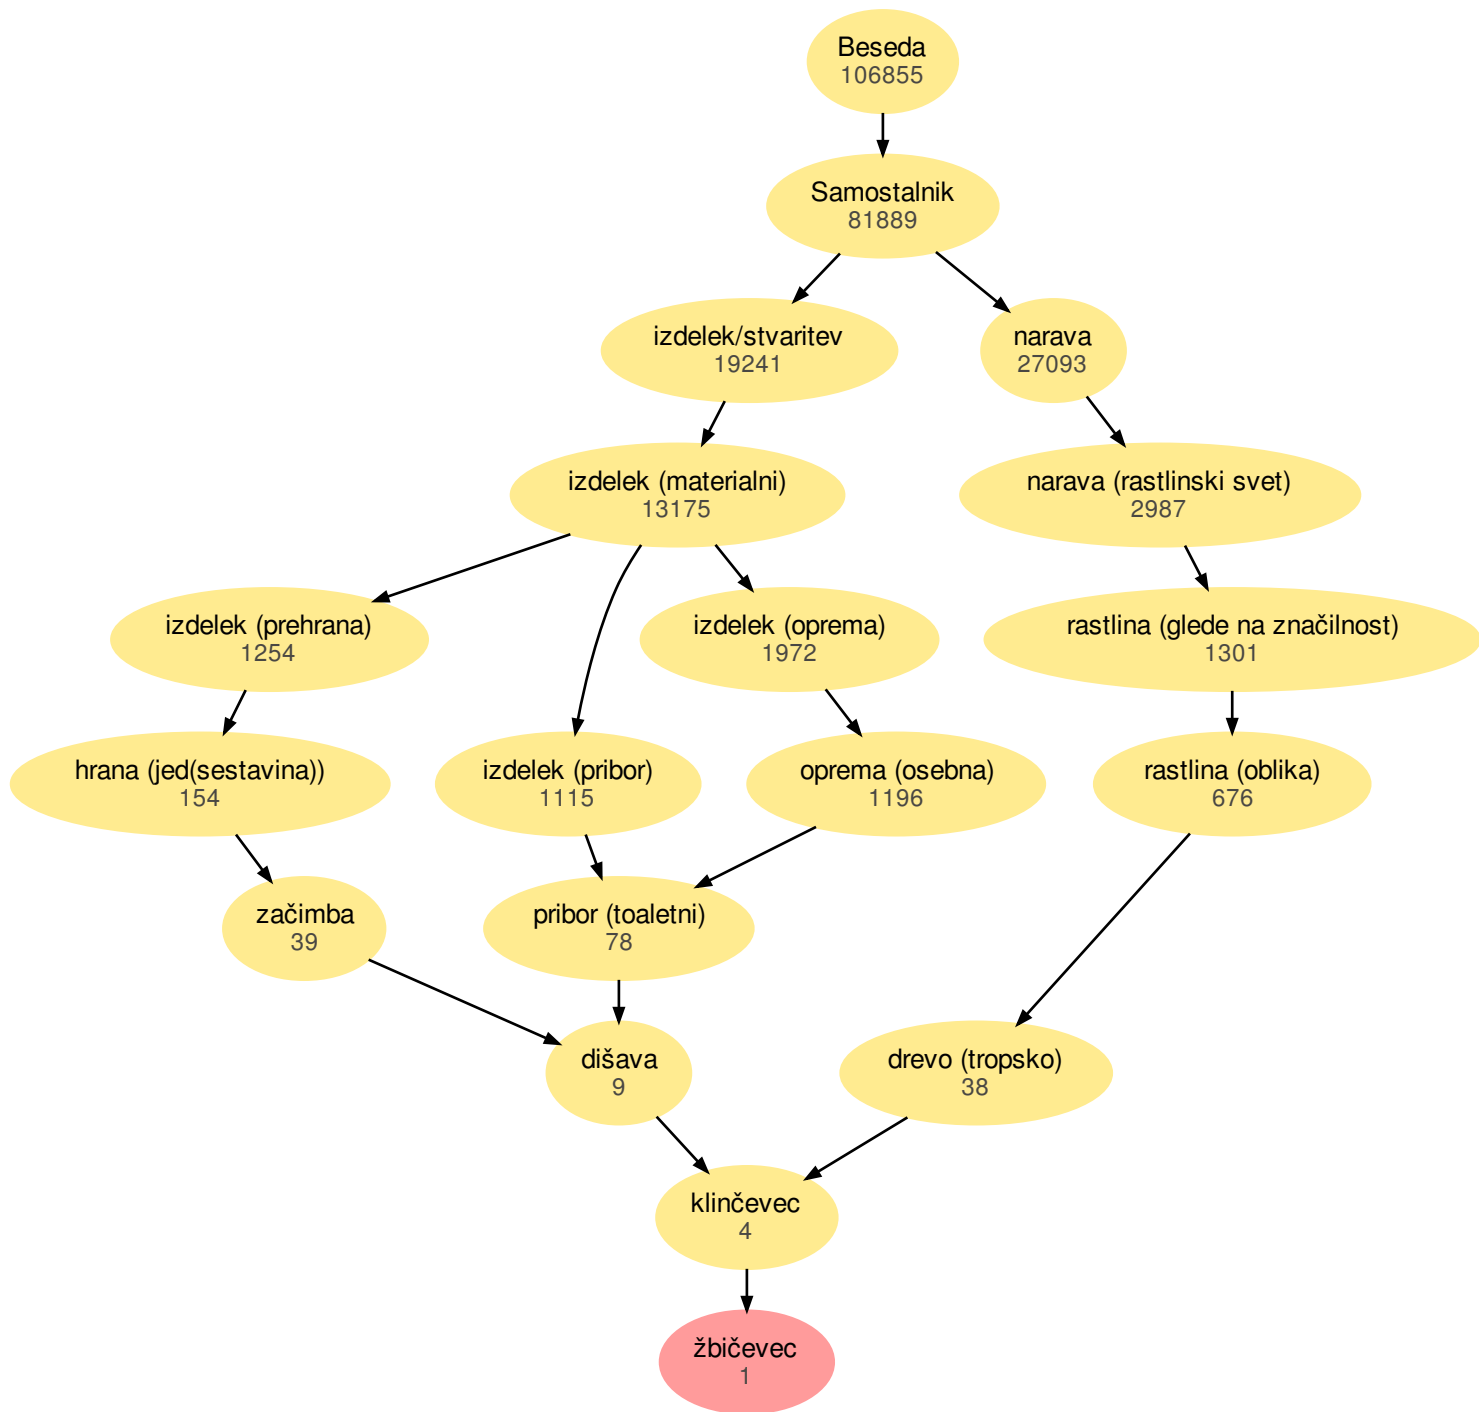 Beseda
106855
Samostalnik
81889
izdelek/stvaritev
19241
narava
27093
izdelek (materialni)
13175
narava (rastlinski svet)
2987
izdelek (prehrana)
1254
izdelek (oprema)
1972
rastlina (glede na značilnost)
1301
hrana (jed(sestavina))
154
izdelek (pribor)
1115
oprema (osebna)
1196
rastlina (oblika)
676
začimba
39
pribor (toaletni)
78
dišava
9
drevo (tropsko)
38
klinčevec
4
žbičevec
1